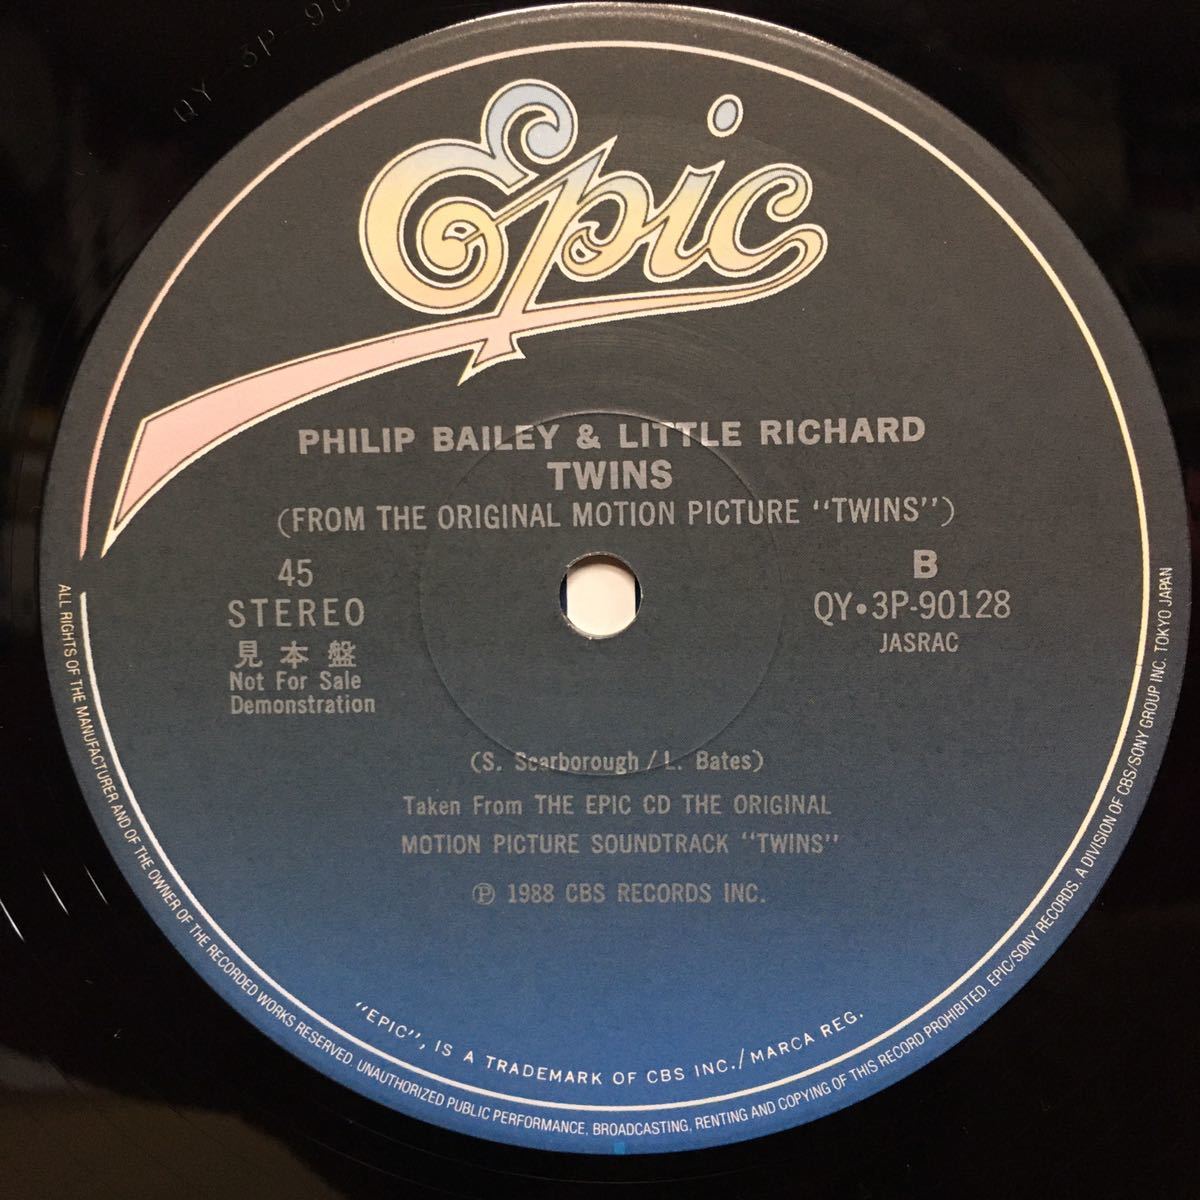 QY-3P-90
Epic
PHILIP BAILEY & LITTLE RICHARD
TWINS
(FROM THE ORIGINAL MOTION PICTURE "TWINS")
45
STEREO
見本盤
Not For Sale
Demonstration
B
QY•3P-90128
JASRAC
(S. Scarborough / L. Bates)
Taken From THE EPIC CD THE ORIGINAL
MOTION PICTURE SOUNDTRACK "TWINS"
Ⓟ 1988 CBS RECORDS INC.
"EPIC", IS A TRADEMARK OF CBS INC./MARCA REG.
ALL RIGHTS OF THE MANUFACTURER AND OF THE OWNER OF THE RECORDED WORKS RESERVED. UNAUTHORIZED PUBLIC PERFORMANCE, BROADCASTING, RENTING AND COPYING OF THIS RECORD PROHIBITED. EPIC/SONY RECORDS. A DIVISION OF CBS/SONY GROUP INC. TOKYO JAPAN